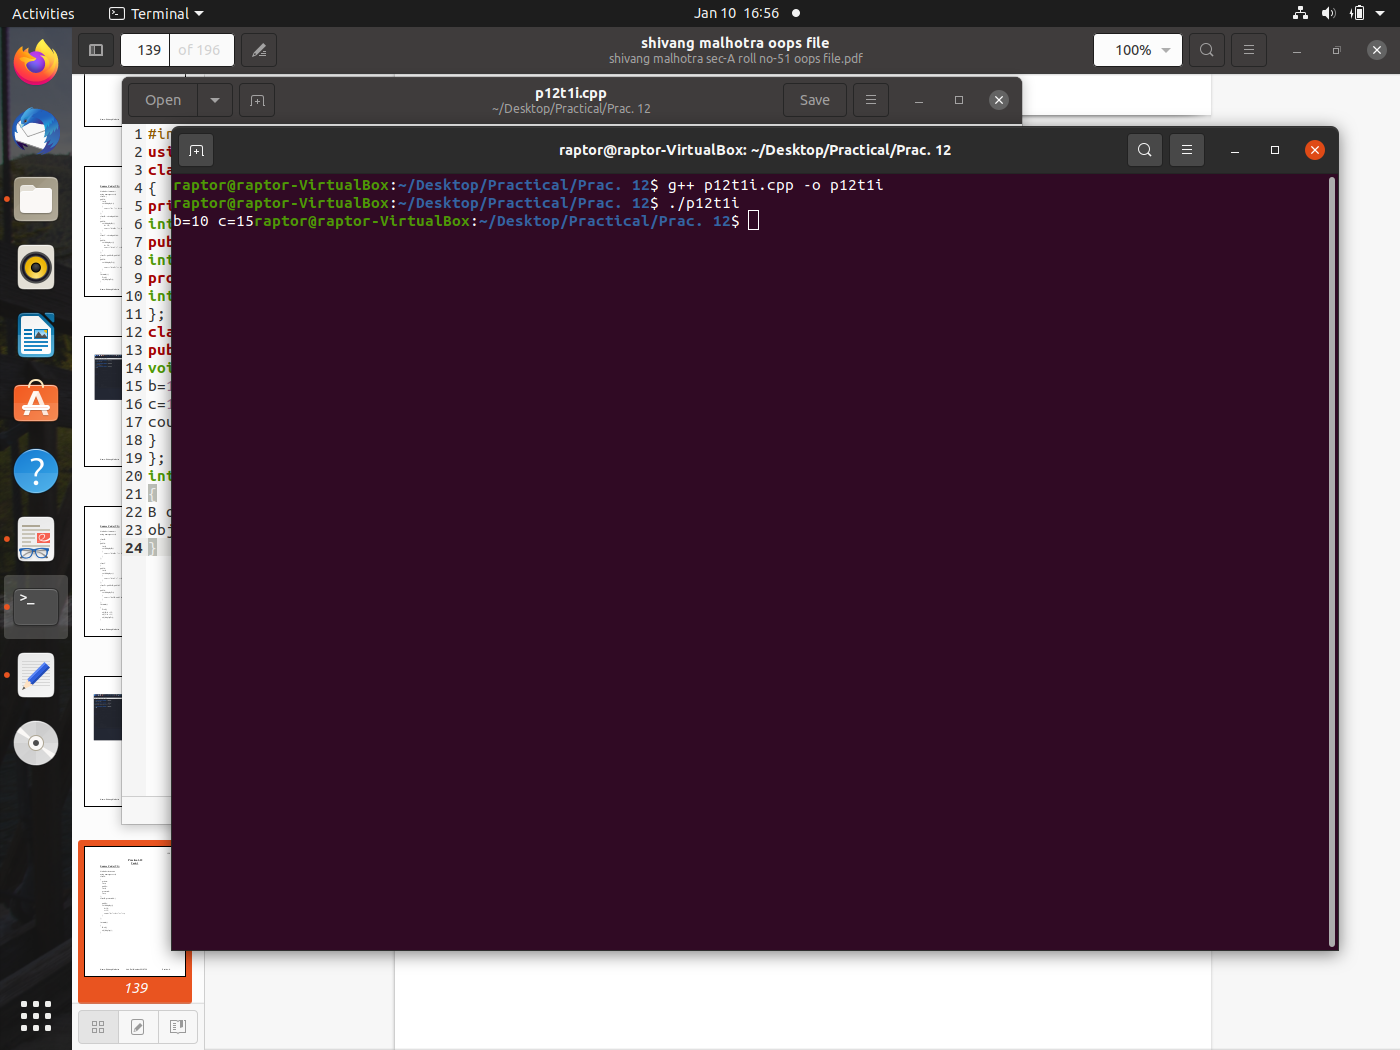 Activities
Terminal
Jan 10 16:56
139
of 196
shivang malhotra oops file
shivang malhotra sec-A roll no-51 oops file.pdf
100%
Open
p12t1i.cpp
~/Desktop/Practical/Prac. 12
Save
raptor@raptor-VirtualBox: ~/Desktop/Practical/Prac. 12
raptor@raptor-VirtualBox:~/Desktop/Practical/Prac. 12$ g++ p12t1i.cpp -o p12t1i
raptor@raptor-VirtualBox:~/Desktop/Practical/Prac. 12$ ./p12t1i
b=10 c=15raptor@raptor-VirtualBox:~/Desktop/Practical/Prac. 12$
1 #in
2 usi
3 cla
4 {
5 pri
6 int
7 pub
8 int
9 pro
10 int
11 };
12 cla
13 pub
14 voi
15 b=1
16 c=1
17 cou
18 }
19 };
20 int
21 {
22 B o
23 obj
24 }
139